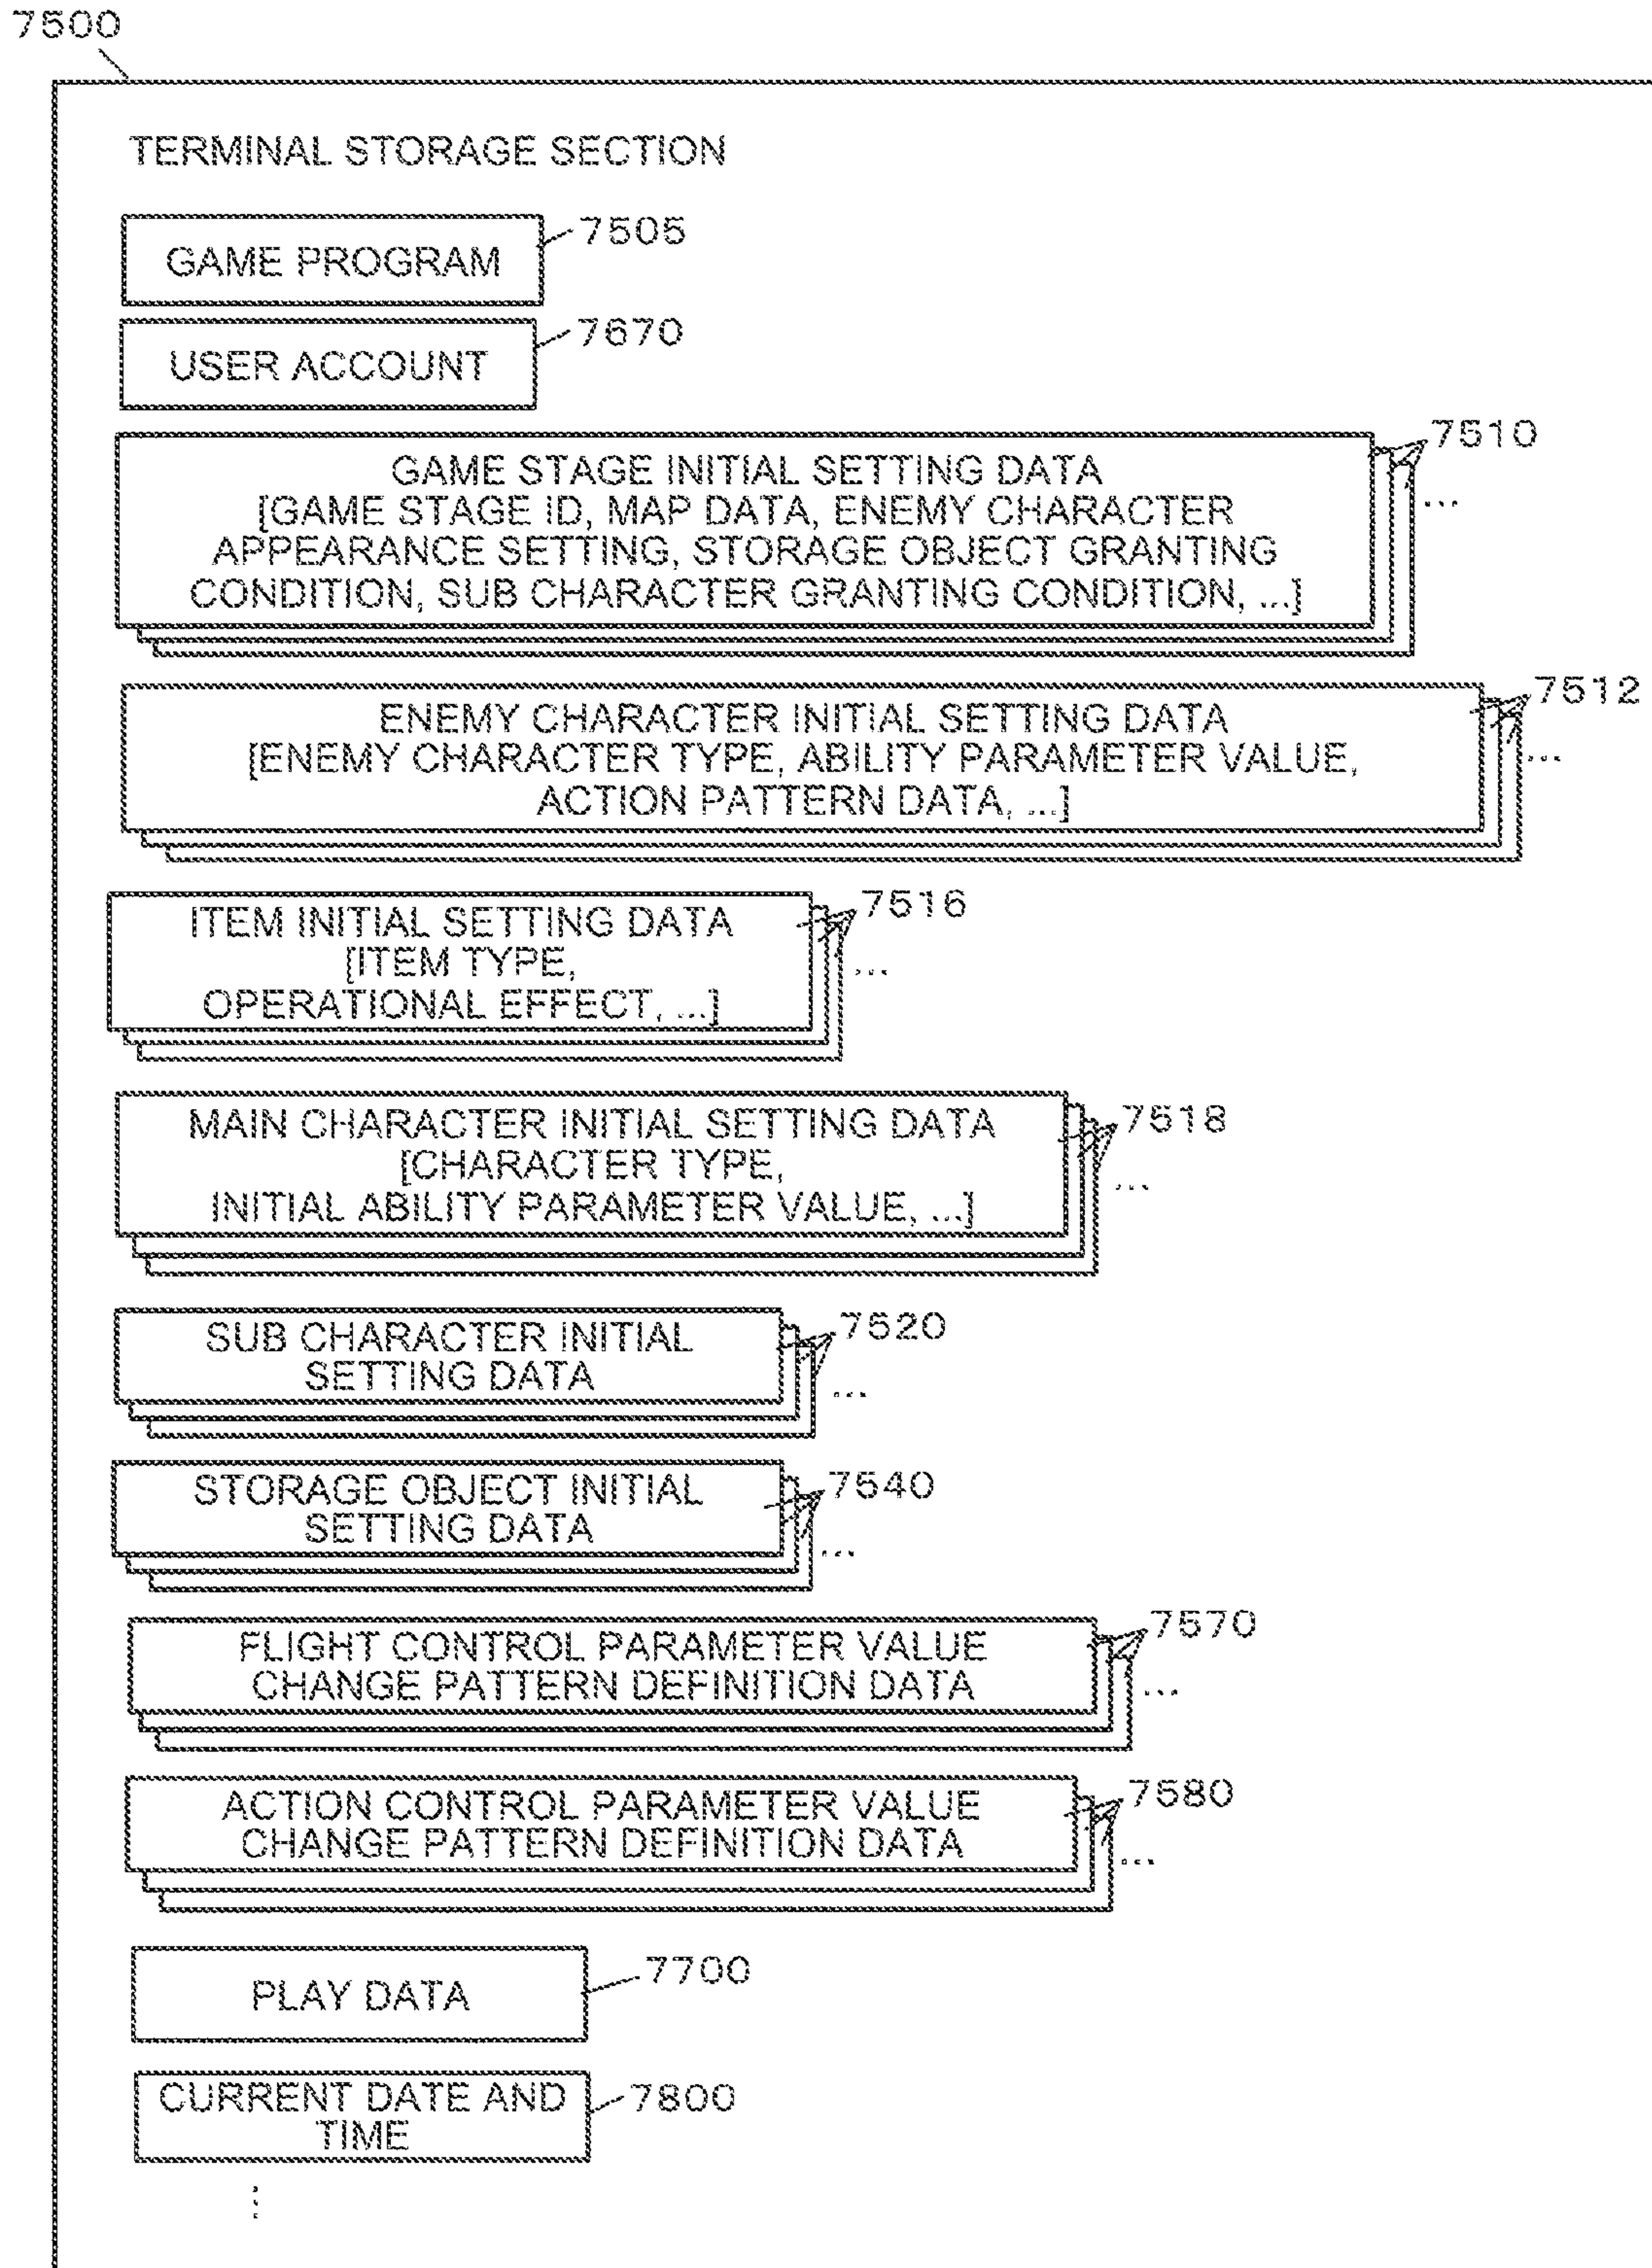 7500
TERMINAL STORAGE SECTION
GAME PROGRAM
7505
USER ACCOUNT
7670
GAME STAGE INITIAL SETTING DATA
[GAME STAGE ID, MAP DATA, ENEMY CHARACTER
APPEARANCE SETTING, STORAGE OBJECT GRANTING
CONDITION, SUB CHARACTER GRANTING CONDITION, ...]
7510
...
ENEMY CHARACTER INITIAL SETTING DATA
[ENEMY CHARACTER TYPE, ABILITY PARAMETER VALUE,
ACTION PATTERN DATA, ...]
7512
...
ITEM INITIAL SETTING DATA
[ITEM TYPE,
OPERATIONAL EFFECT, ...]
7516
...
MAIN CHARACTER INITIAL SETTING DATA
[CHARACTER TYPE,
INITIAL ABILITY PARAMETER VALUE, ...]
7518
...
SUB CHARACTER INITIAL
SETTING DATA
7520
...
STORAGE OBJECT INITIAL
SETTING DATA
7540
...
FLIGHT CONTROL PARAMETER VALUE
CHANGE PATTERN DEFINITION DATA
7570
...
ACTION CONTROL PARAMETER VALUE
CHANGE PATTERN DEFINITION DATA
7580
...
PLAY DATA
7700
CURRENT DATE AND
TIME
7800
⋮